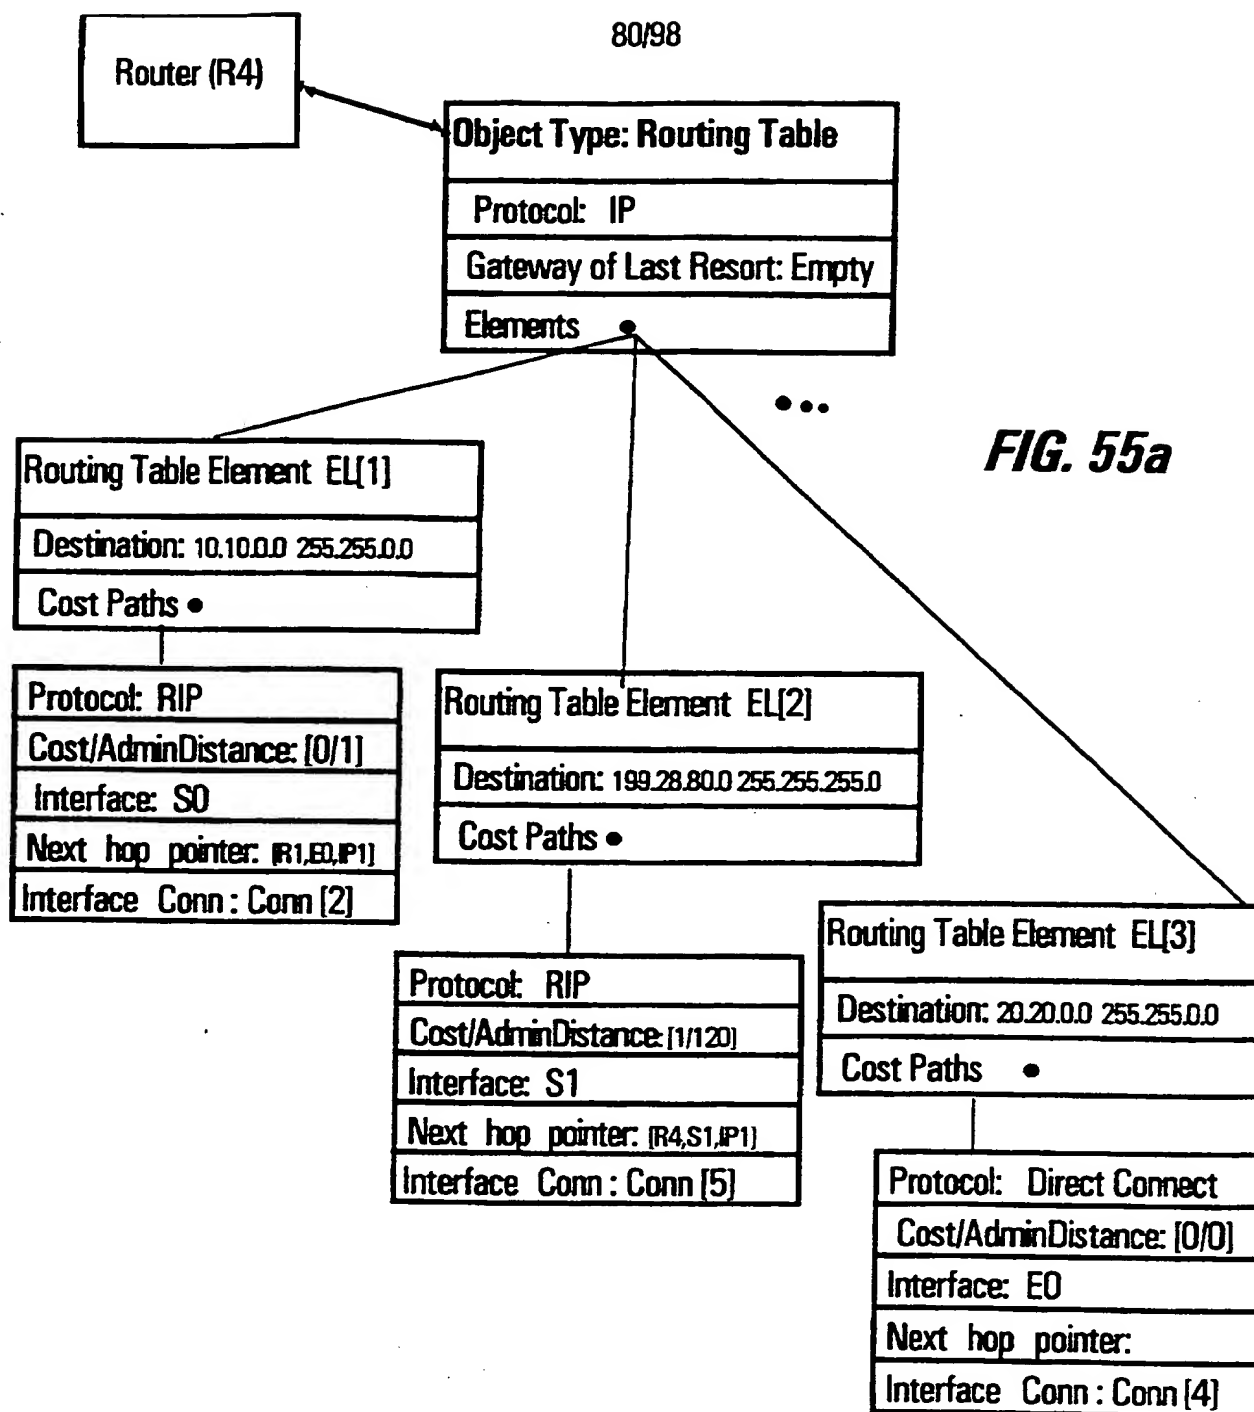 80/98
Router (R4)
Object Type: Routing Table
Protocol: IP
Gateway of Last Resort: Empty
Elements
FIG. 55a
Routing Table Element EL[1]
Destination: 10.10.0.0 255.255.0.0
Cost Paths
Protocol: RIP
Cost/AdminDistance: [0/1]
Interface: S0
Next hop pointer: [R1,E0,IP1]
Interface Conn : Conn [2]
Routing Table Element EL[2]
Destination: 199.28.80.0 255.255.255.0
Cost Paths
Protocol: RIP
Cost/AdminDistance: [1/120]
Interface: S1
Next hop pointer: [R4,S1,IP1]
Interface Conn : Conn [5]
Routing Table Element EL[3]
Destination: 20.20.0.0 255.255.0.0
Cost Paths
Protocol: Direct Connect
Cost/AdminDistance: [0/0]
Interface: E0
Next hop pointer:
Interface Conn : Conn [4]